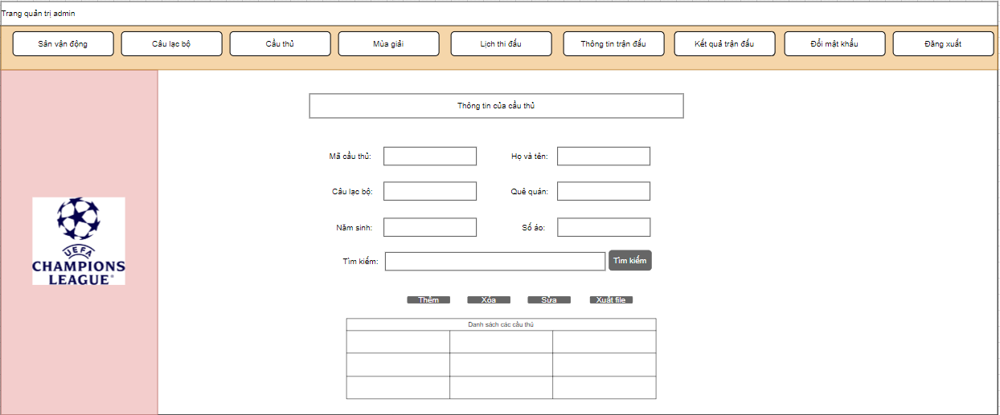 Trang quản trị admin
Sân vận động
Câu lạc bộ
Cầu thủ
Mùa giải
Lịch thi đấu
Thông tin trận đấu
Kết quả trận đấu
Đổi mật khẩu
Đăng xuất
Thông tin của cầu thủ
Mã cầu thủ:
Họ và tên:
Câu lạc bộ:
Quê quán:
Năm sinh:
Số áo:
UEFA
CHAMPIONS
LEAGUE®
Tìm kiếm:
Tìm kiếm
Thêm
Xóa
Sửa
Xuất file
Danh sách các cầu thủ